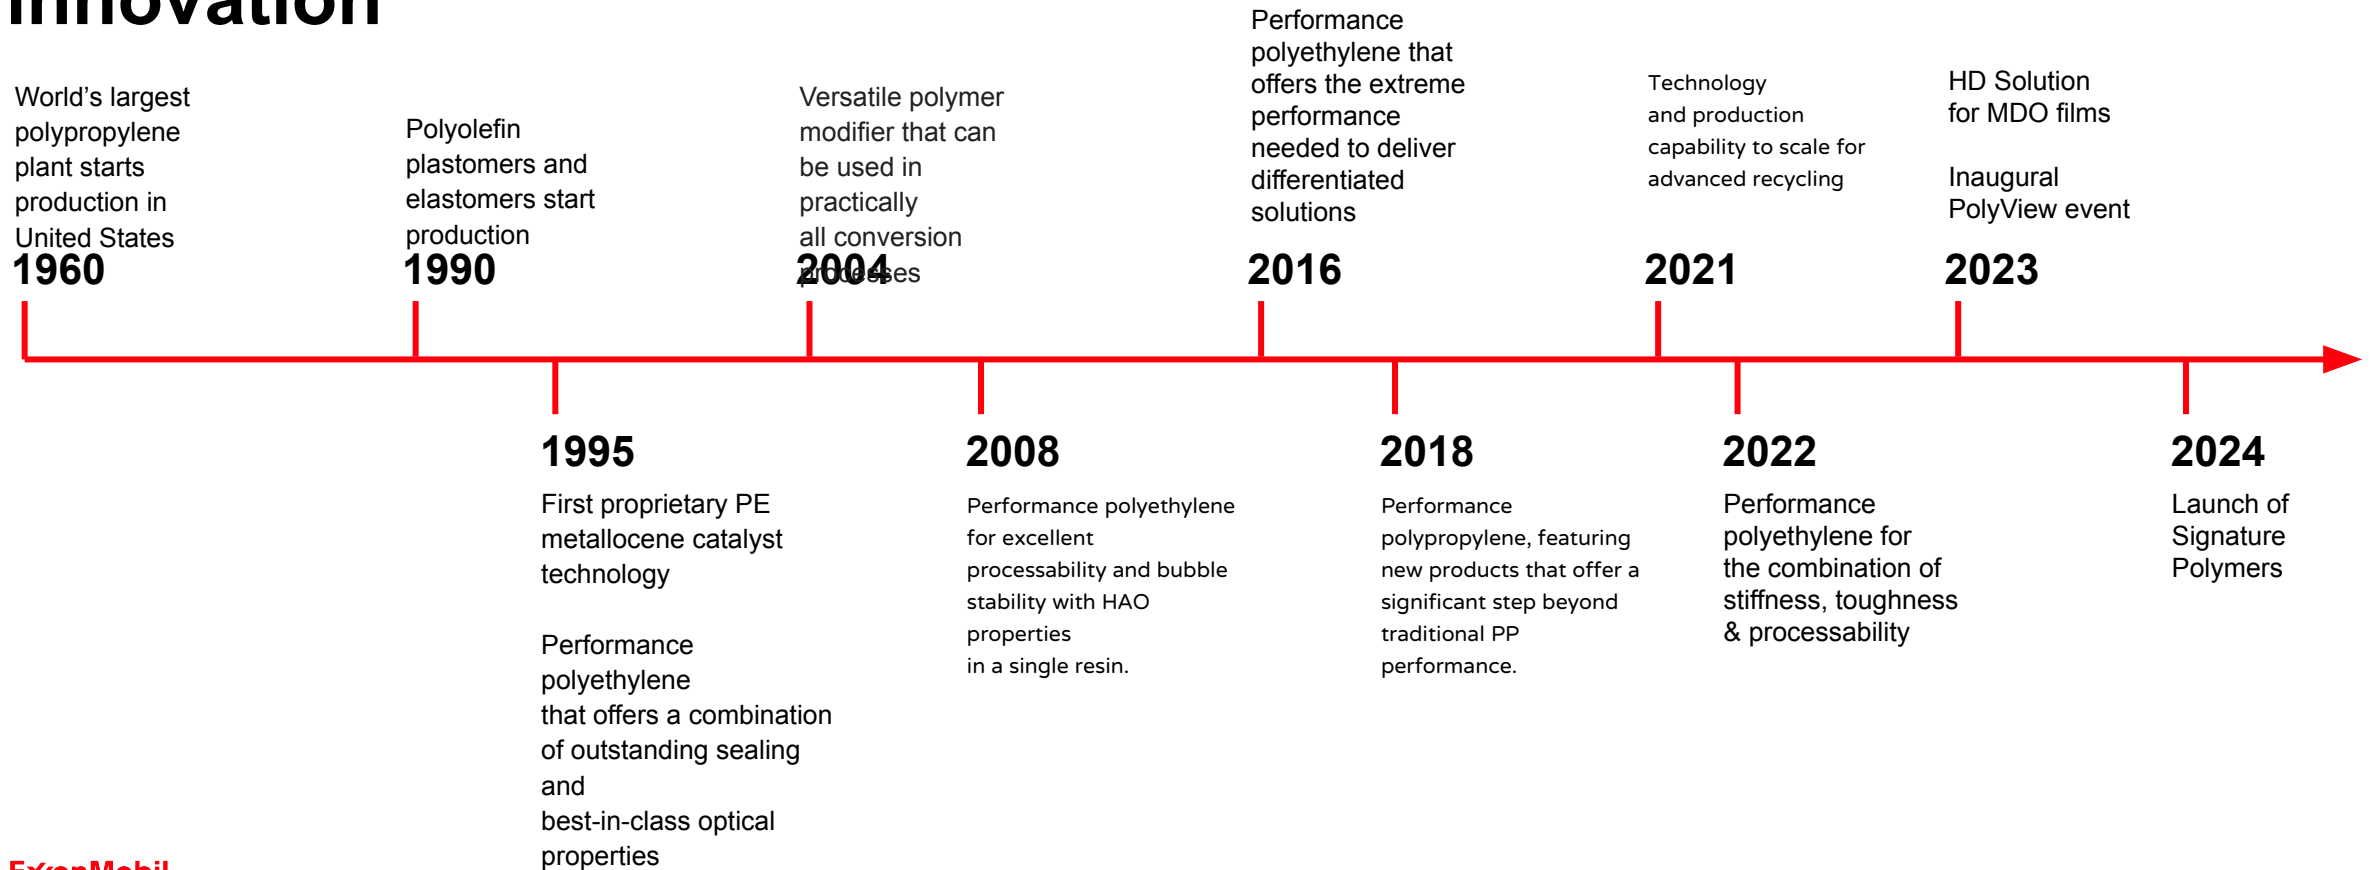 Innovation
World's largest
polypropylene
plant starts
production in
United States
1960
Polyolefin
plastomers and
elastomers start
production
1990
Versatile polymer
modifier that can
be used in
practically
all conversion
processes
2004
Performance
polyethylene that
offers the extreme
performance
needed to deliver
differentiated
solutions
2016
Technology
and production
capability to scale for
advanced recycling
2021
HD Solution
for MDO films
Inaugural
PolyView event
2023
1995
First proprietary PE
metallocene catalyst
technology
Performance
polyethylene
that offers a combination
of outstanding sealing
and
best-in-class optical
properties
2008
Performance polyethylene
for excellent
processability and bubble
stability with HAO
properties
in a single resin.
2018
Performance
polypropylene, featuring
new products that offer a
significant step beyond
traditional PP
performance.
2022
Performance
polyethylene for
the combination of
stiffness, toughness
& processability
2024
Launch of
Signature
Polymers
ExxonMobil